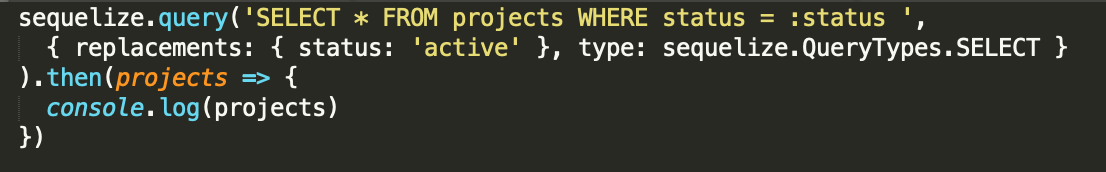 sequelize.query('SELECT * FROM projects WHERE status = :status ',
  { replacements: { status: 'active' }, type: sequelize.QueryTypes.SELECT }
).then(projects => {
  console.log(projects)
})